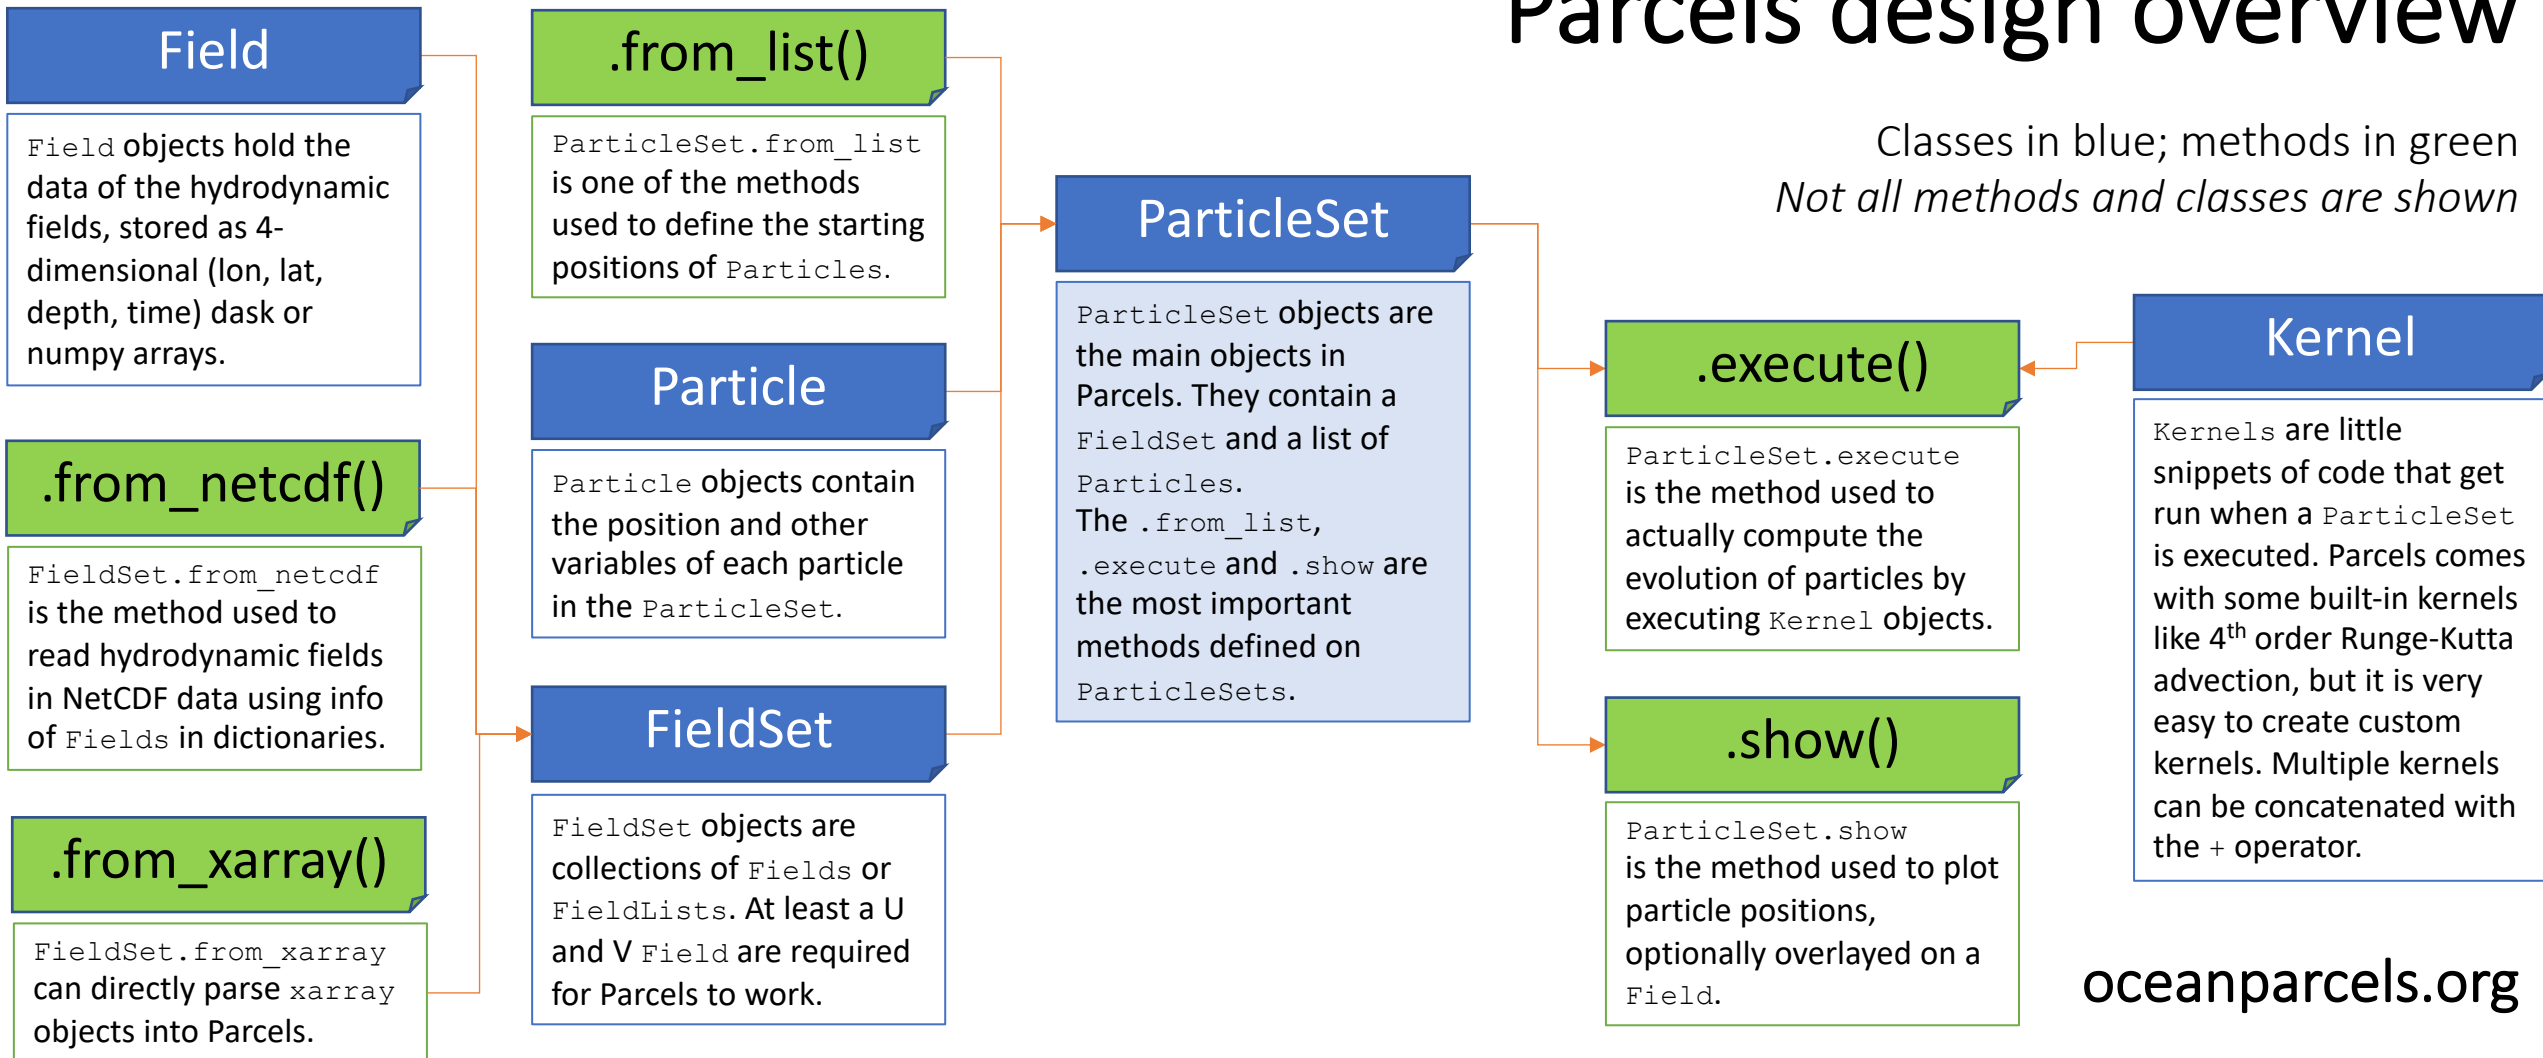 Parcels design overview
Classes in blue; methods in green
Not all methods and classes are shown
Field
Field objects hold the
data of the hydrodynamic
fields, stored as 4-
dimensional (lon, lat,
depth, time) dask or
numpy arrays.
.from_netcdf()
FieldSet.from_netcdf
is the method used to
read hydrodynamic fields
in NetCDF data using info
of Fields in dictionaries.
.from_xarray()
FieldSet.from_xarray
can directly parse xarray
objects into Parcels.
.from_list()
ParticleSet.from_list
is one of the methods
used to define the starting
positions of Particles.
Particle
Particle objects contain
the position and other
variables of each particle
in the ParticleSet.
FieldSet
FieldSet objects are
collections of Fields or
FieldLists. At least a U
and V Field are required
for Parcels to work.
ParticleSet
ParticleSet objects are
the main objects in
Parcels. They contain a
FieldSet and a list of
Particles.
The .from_list,
.execute and .show are
the most important
methods defined on
ParticleSets.
.execute()
ParticleSet.execute
is the method used to
actually compute the
evolution of particles by
executing Kernel objects.
.show()
ParticleSet.show
is the method used to plot
particle positions,
optionally overlayed on a
Field.
Kernel
Kernels are little
snippets of code that get
run when a ParticleSet
is executed. Parcels comes
with some built-in kernels
like 4th order Runge-Kutta
advection, but it is very
easy to create custom
kernels. Multiple kernels
can be concatenated with
the + operator.
oceanparcels.org